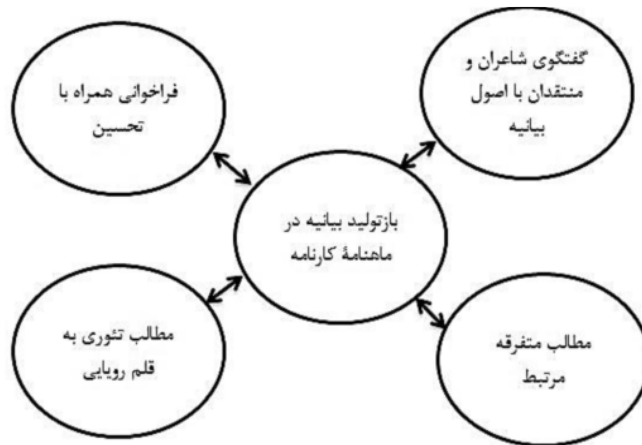 گفتگوی شاعران و
منتقدان با اصول
بیانیه
فراخوانی همراه با
تحسین
بازتولید بیانیه در
ماهنامهٔ کارنامه
مطالب تئوری به
قلم رویایی
مطالب متفرقه
مرتبط